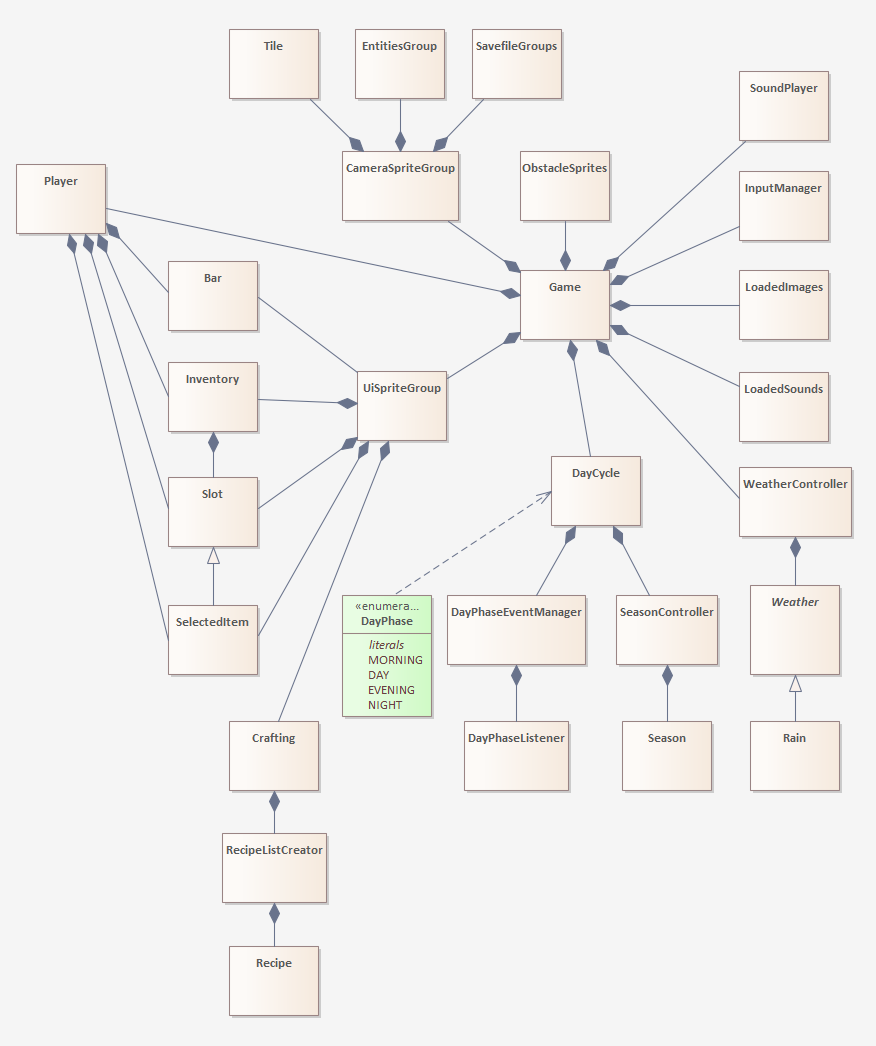 Tile
EntitiesGroup
SavefileGroups
SoundPlayer
CameraSpriteGroup
ObstacleSprites
Player
InputManager
Bar
Game
LoadedImages
Inventory
UiSpriteGroup
LoadedSounds
DayCycle
WeatherController
Slot
«enumera...
DayPhase
literals
MORNING
DAY
EVENING
NIGHT
DayPhaseEventManager
SeasonController
Weather
SelectedItem
Crafting
DayPhaseListener
Season
Rain
RecipeListCreator
Recipe